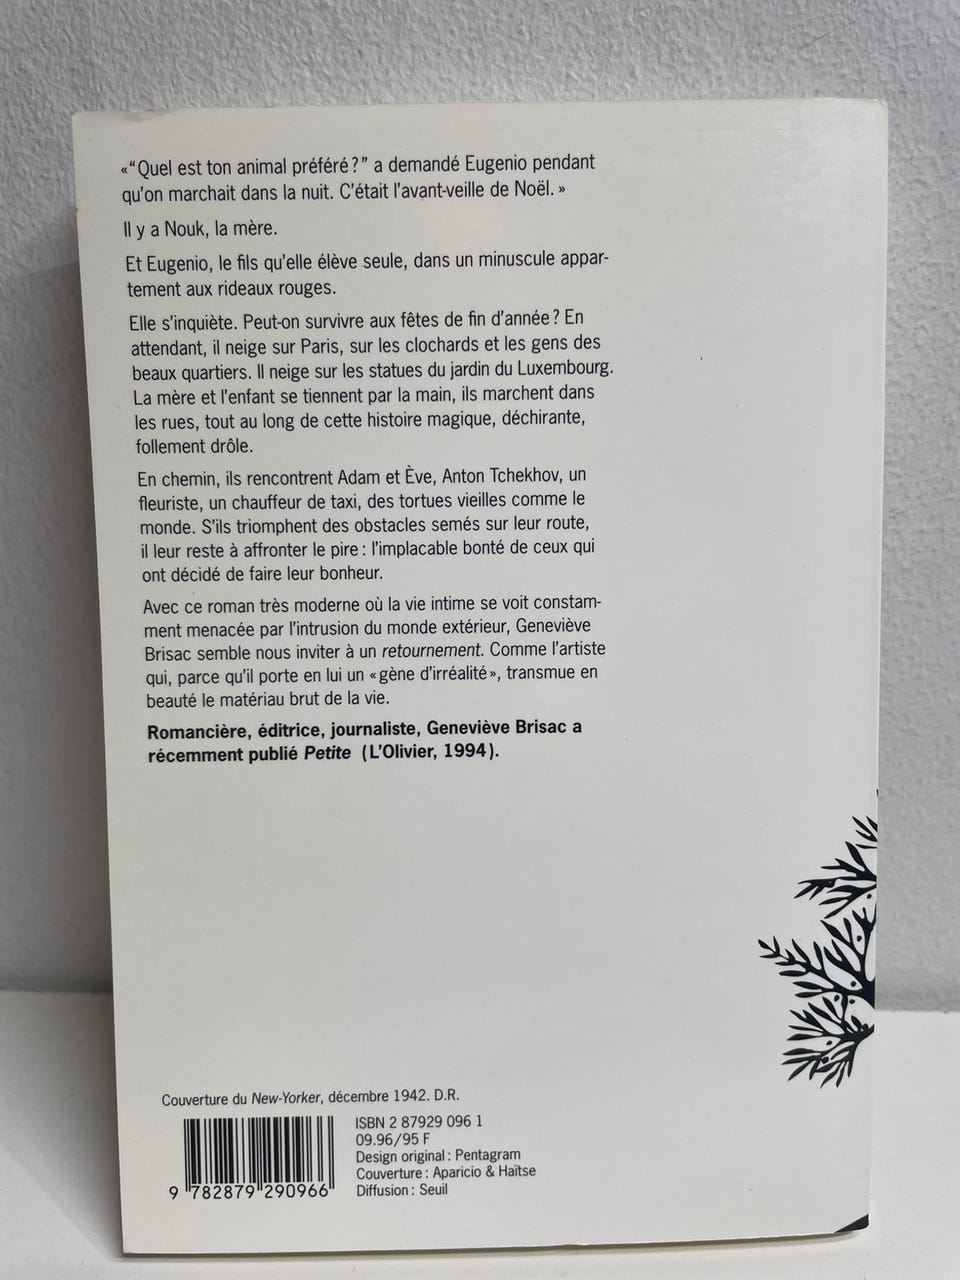 «“Quel est ton animal préféré ?” a demandé Eugenio pendant
qu'on marchait dans la nuit. C'était l'avant-veille de Noël. »
Il y a Nouk, la mère.
Et Eugenio, le fils qu'elle élève seule, dans un minuscule appar-
tement aux rideaux rouges.
Elle s'inquiète. Peut-on survivre aux fêtes de fin d'année ? En
attendant, il neige sur Paris, sur les clochards et les gens des
beaux quartiers. Il neige sur les statues du jardin du Luxembourg.
La mère et l'enfant se tiennent par la main, ils marchent dans
les rues, tout au long de cette histoire magique, déchirante,
follement drôle.
En chemin, ils rencontrent Adam et Ève, Anton Tchekhov, un
fleuriste, un chauffeur de taxi, des tortues vieilles comme le
monde. S'ils triomphent des obstacles semés sur leur route,
il leur reste à affronter le pire : l'implacable bonté de ceux qui
ont décidé de faire leur bonheur.
Avec ce roman très moderne où la vie intime se voit constam-
ment menacée par l'intrusion du monde extérieur, Geneviève
Brisac semble nous inviter à un retournement. Comme l'artiste
qui, parce qu'il porte en lui un « gène d'irréalité », transmue en
beauté le matériau brut de la vie.
Romancière, éditrice, journaliste, Geneviève Brisac a
récemment publié Petite (L'Olivier, 1994).
Couverture du New-Yorker, décembre 1942. D.R.
ISBN 2 87929 096 1
09.96/95 F
Design original : Pentagram
Couverture : Aparicio & Haïtse
Diffusion : Seuil
9 782879 290966